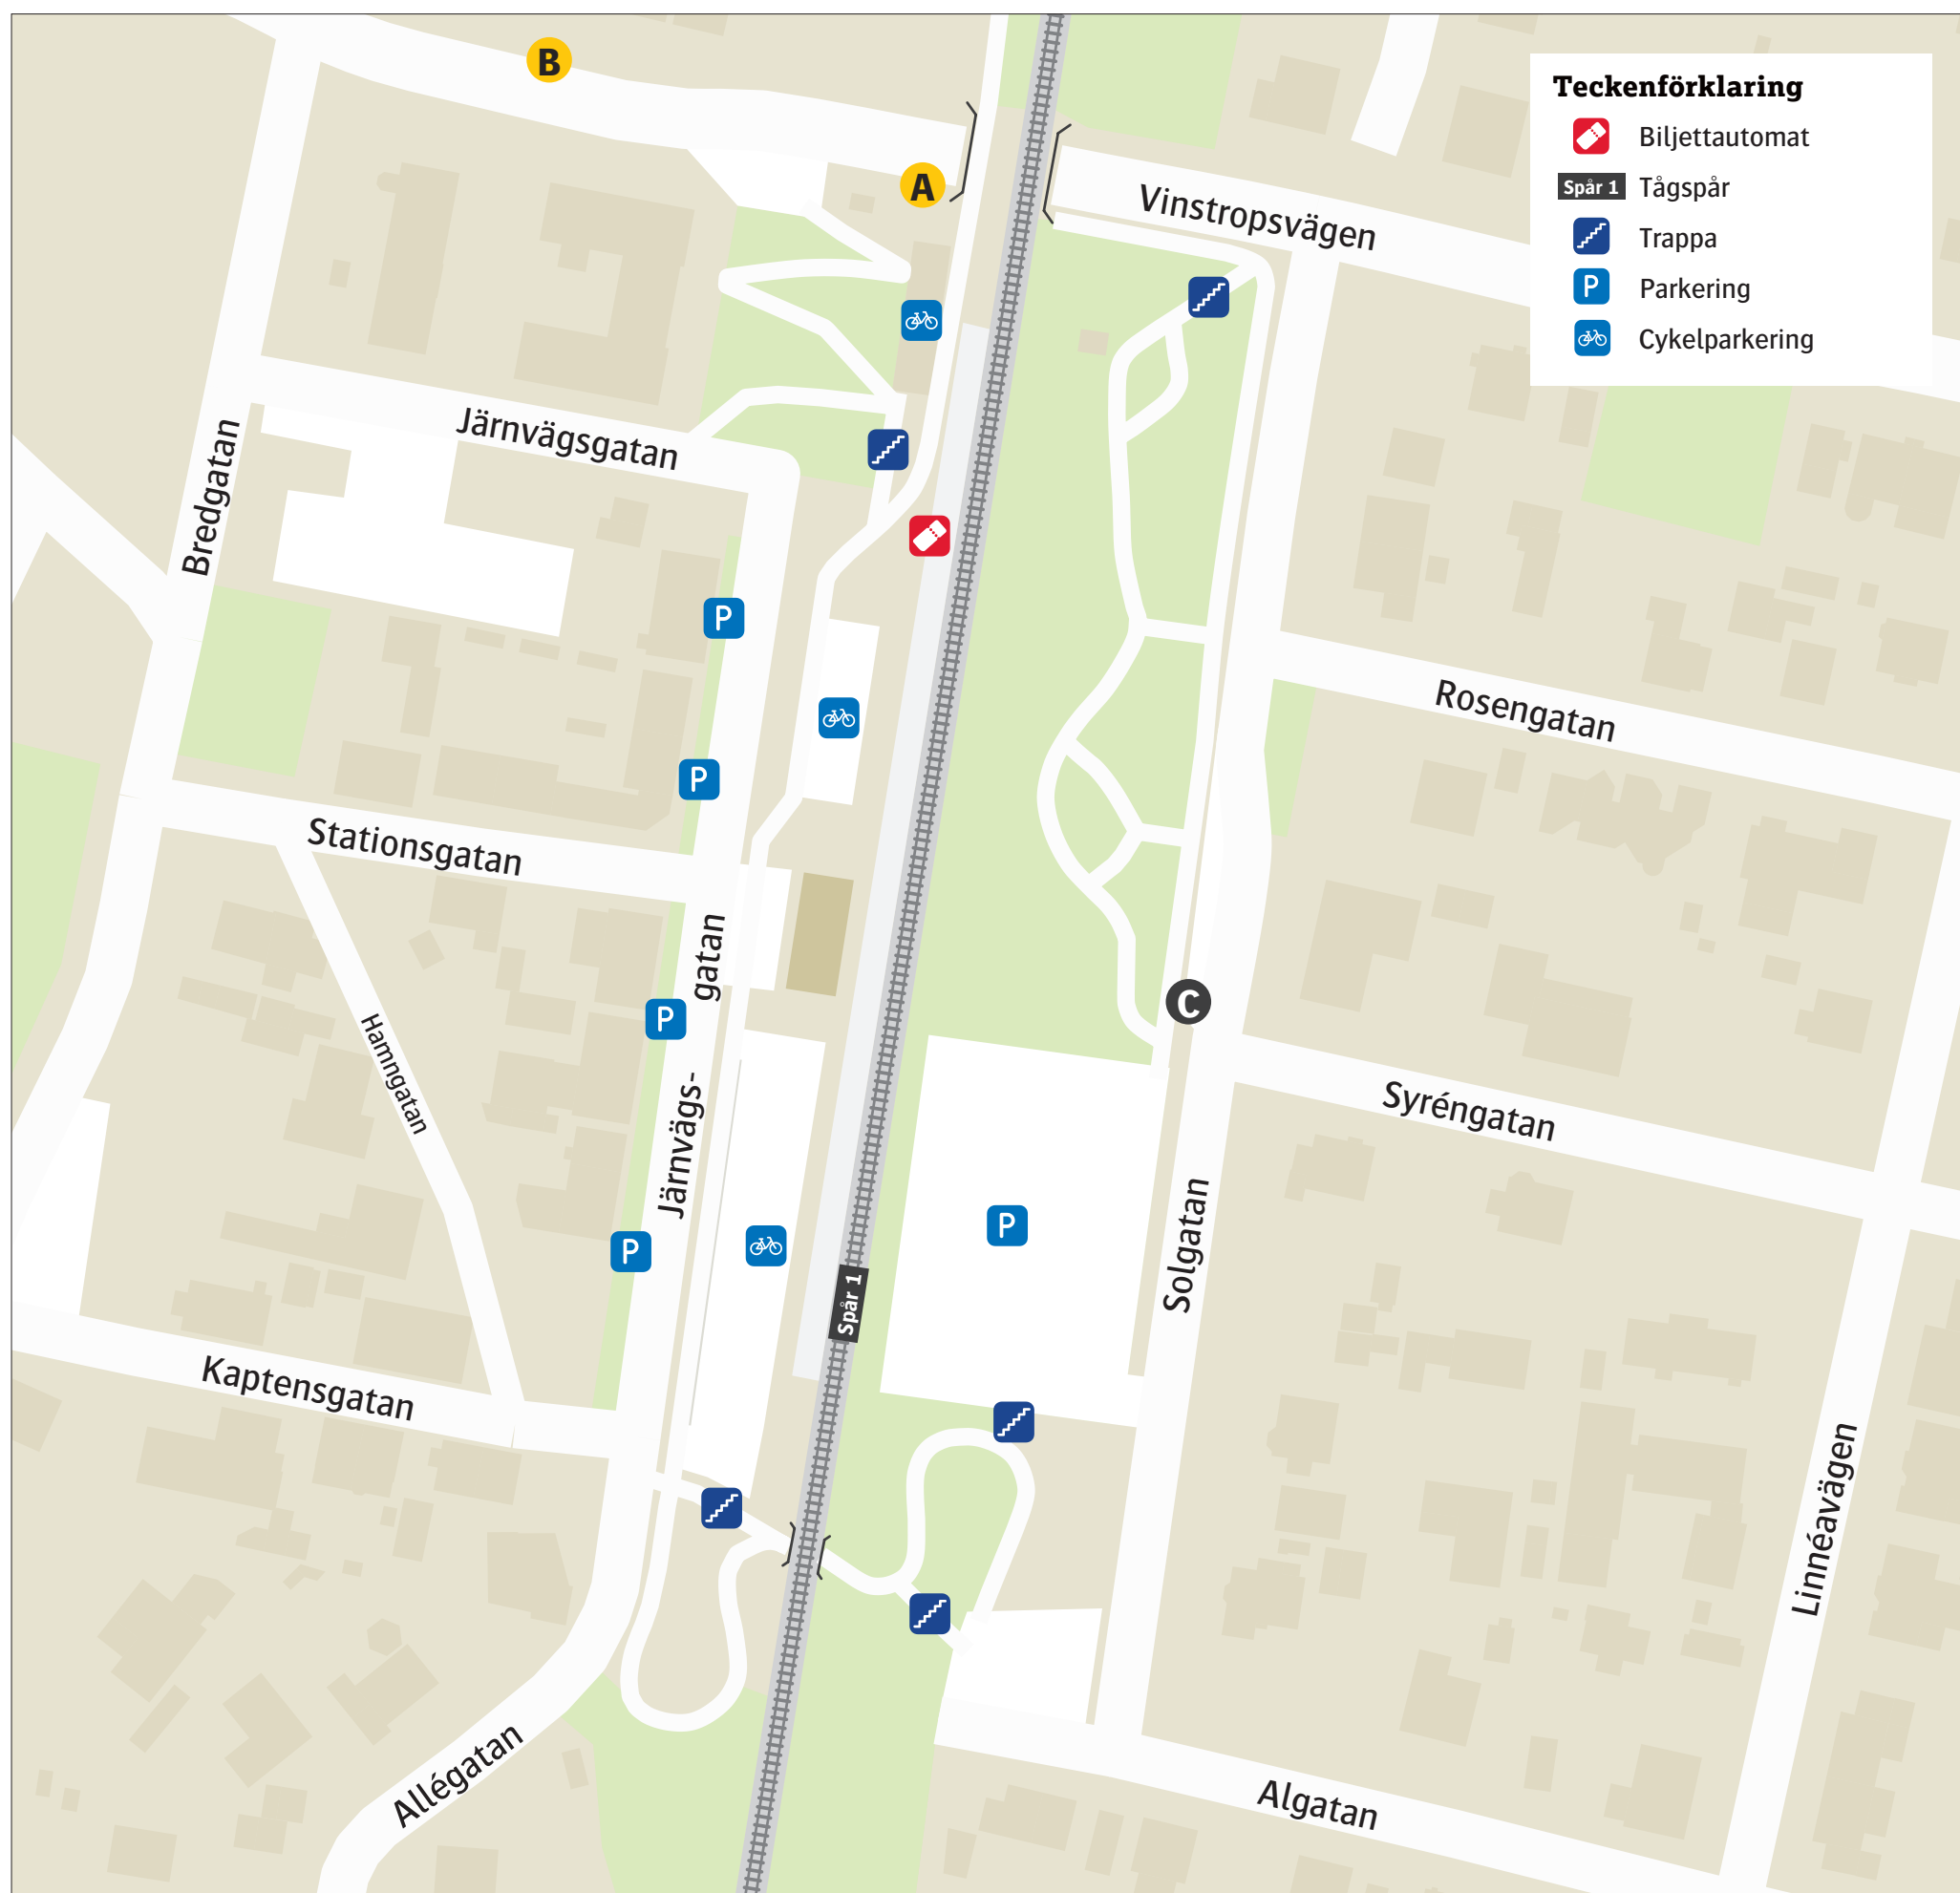 B
A
Vinstropsvägen
Teckenförklaring
Biljettautomat
Spår 1 Tågspår
Trappa
P Parkering
Cykelparkering
Järnvägsgatan
Bredgatan
P
Rosengatan
P
Stationsgatan
Järnvägs-
gatan
C
P
Hamngatan
Syréngatan
P
P
Solgatan
Spår 1
Kaptensgatan
Linnéavägen
Allégatan
Algatan